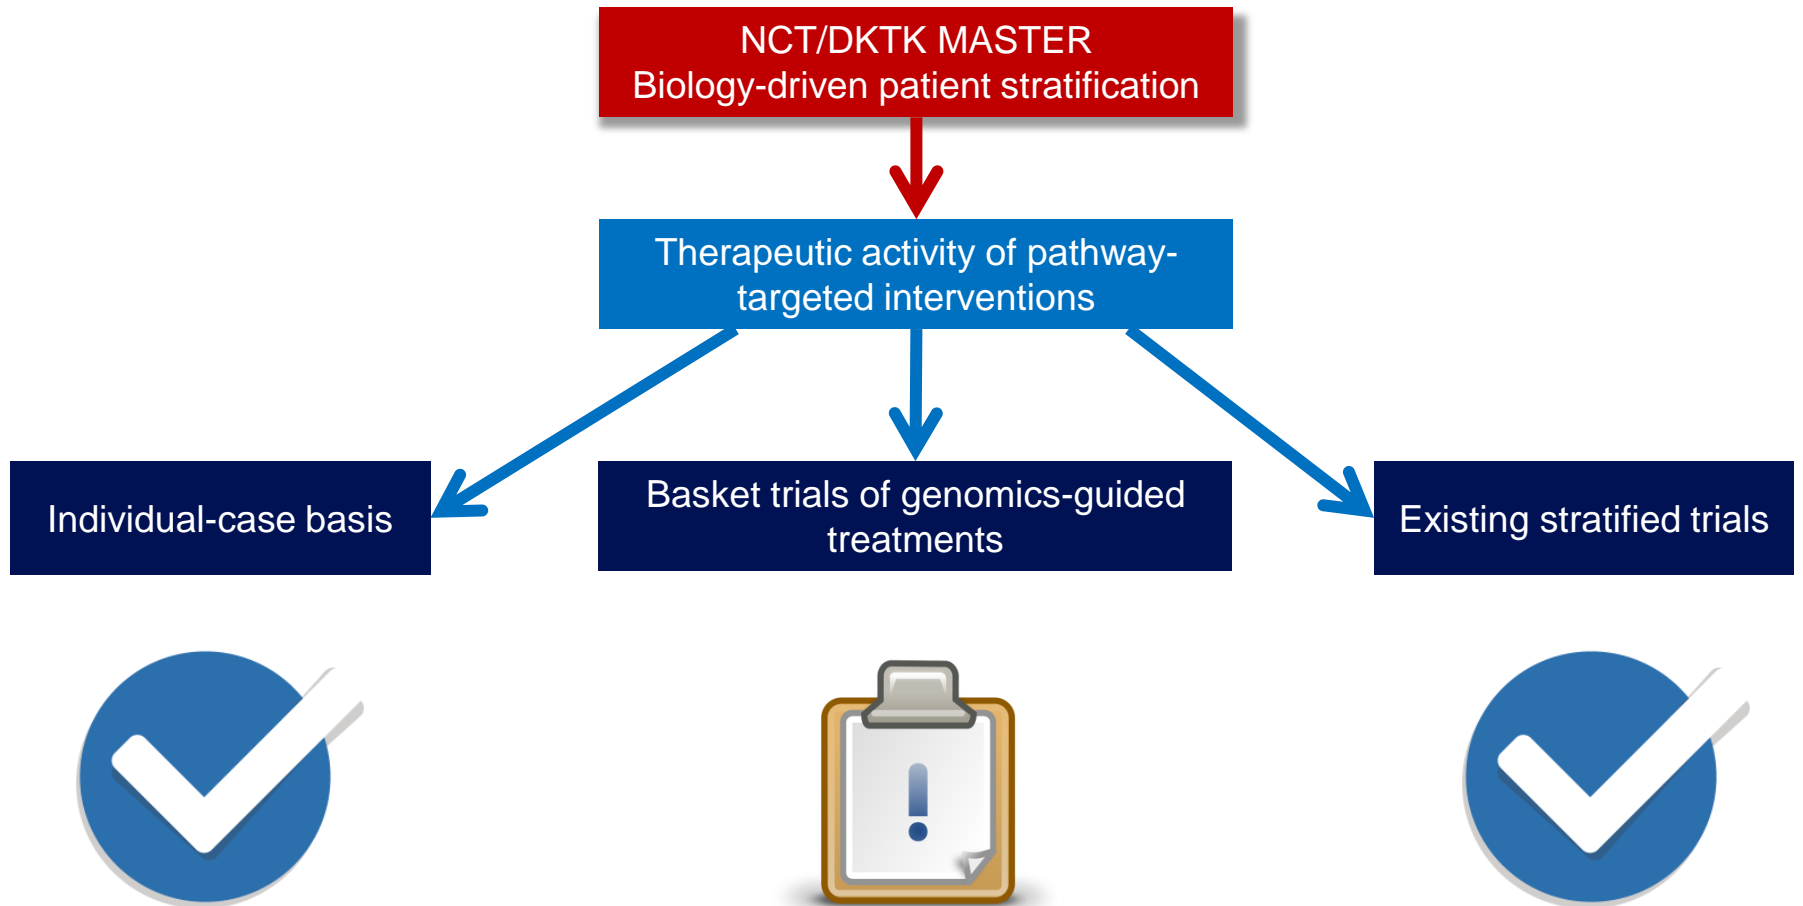 NCT/DKTK MASTER
Biology-driven patient stratification
Therapeutic activity of pathway-
targeted interventions
Individual-case basis
Basket trials of genomics-guided
treatments
Existing stratified trials